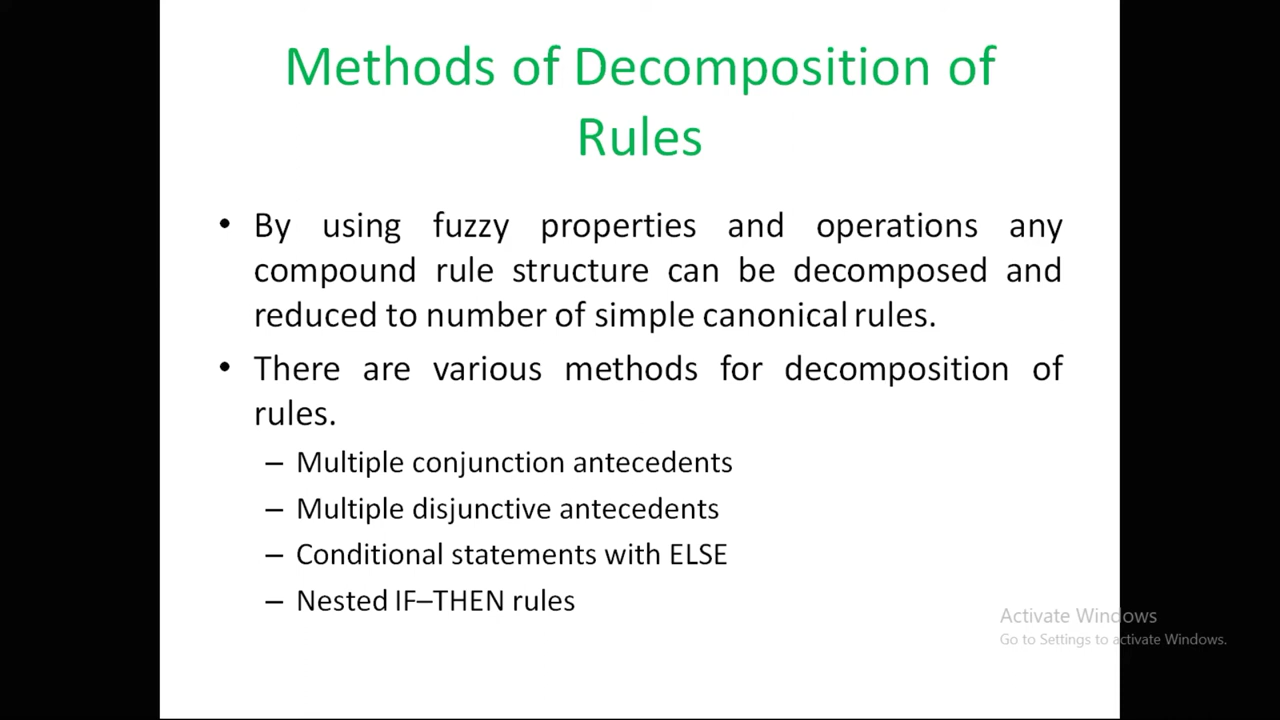 Methods of Decomposition of
Rules
• By using fuzzy properties and operations any
compound rule structure can be decomposed and
reduced to number of simple canonical rules.
• There are various methods for decomposition of
rules.
– Multiple conjunction antecedents
– Multiple disjunctive antecedents
– Conditional statements with ELSE
– Nested IF–THEN rules
Activate Windows
Go to Settings to activate Windows.